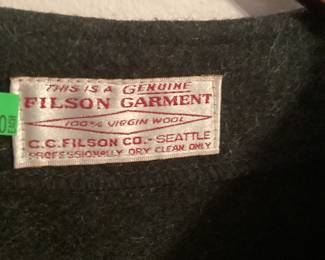 THIS IS A GENUINE
FILSON GARMENT
100% VIRGIN WOOL
C.C. FILSON CO. - SEATTLE
PROFESSIONALLY DRY CLEAN ONLY